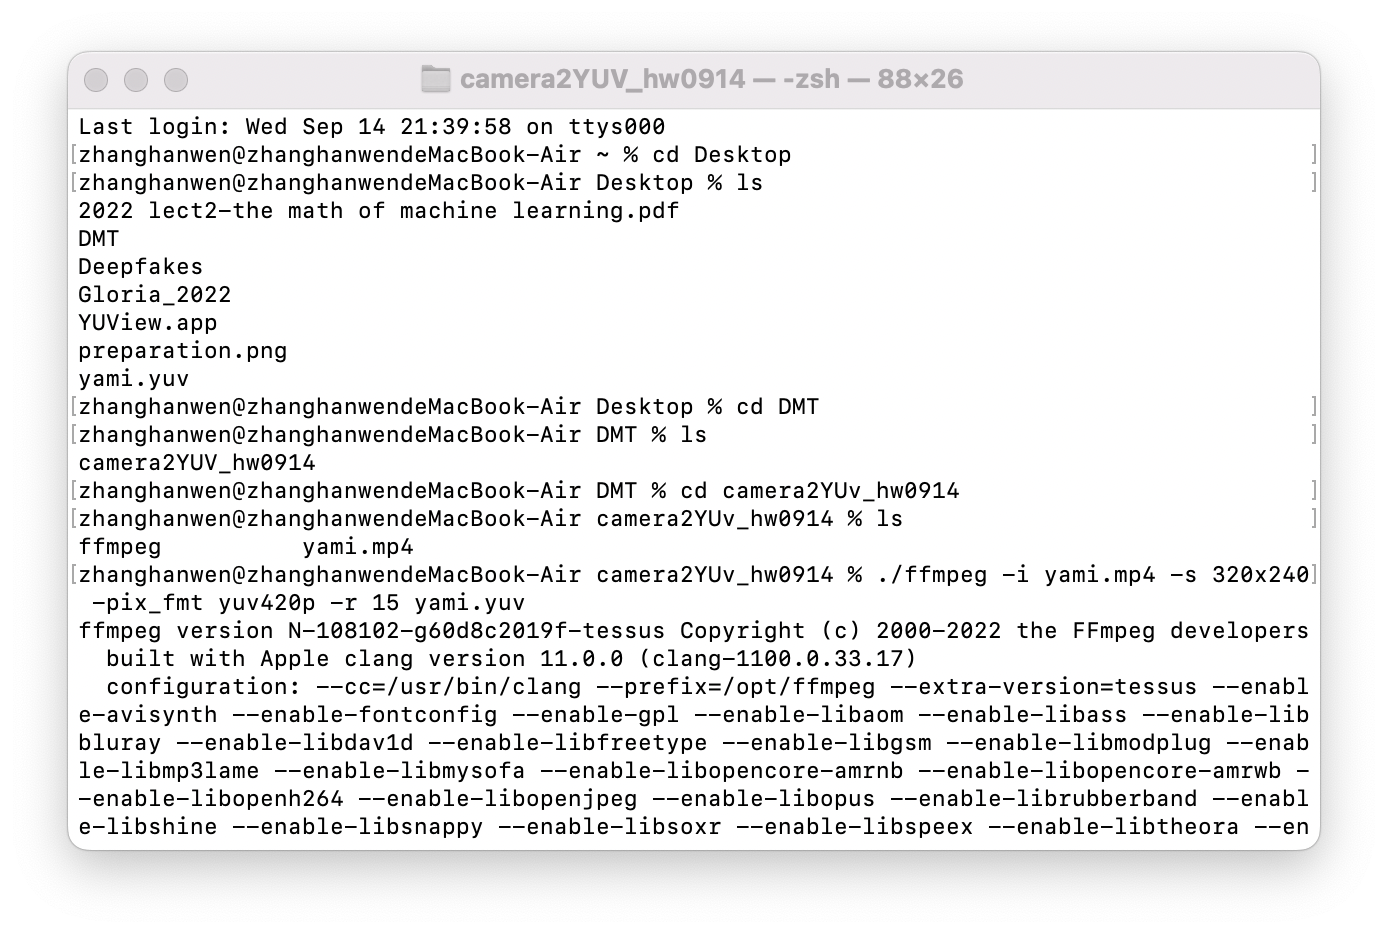 camera2YUV_hw0914 — -zsh — 88×26
Last login: Wed Sep 14 21:39:58 on ttys000
[zhanghanwen@zhanghanwendeMacBook-Air ~ % cd Desktop ]
[zhanghanwen@zhanghanwendeMacBook-Air Desktop % ls ]
2022 lect2-the math of machine learning.pdf
DMT
Deepfakes
Gloria_2022
YUView.app
preparation.png
yami.yuv
[zhanghanwen@zhanghanwendeMacBook-Air Desktop % cd DMT ]
[zhanghanwen@zhanghanwendeMacBook-Air DMT % ls ]
camera2YUV_hw0914
[zhanghanwen@zhanghanwendeMacBook-Air DMT % cd camera2YUv_hw0914 ]
[zhanghanwen@zhanghanwendeMacBook-Air camera2YUv_hw0914 % ls ]
ffmpeg yami.mp4
[zhanghanwen@zhanghanwendeMacBook-Air camera2YUv_hw0914 % ./ffmpeg -i yami.mp4 -s 320x240]
-pix_fmt yuv420p -r 15 yami.yuv
ffmpeg version N-108102-g60d8c2019f-tessus Copyright (c) 2000-2022 the FFmpeg developers
built with Apple clang version 11.0.0 (clang-1100.0.33.17)
configuration: --cc=/usr/bin/clang --prefix=/opt/ffmpeg --extra-version=tessus --enabl
e-avisynth --enable-fontconfig --enable-gpl --enable-libaom --enable-libass --enable-lib
bluray --enable-libdav1d --enable-libfreetype --enable-libgsm --enable-libmodplug --enab
le-libmp3lame --enable-libmysofa --enable-libopencore-amrnb --enable-libopencore-amrwb -
-enable-libopenh264 --enable-libopenjpeg --enable-libopus --enable-librubberband --enabl
e-libshine --enable-libsnappy --enable-libsoxr --enable-libspeex --enable-libtheora --en